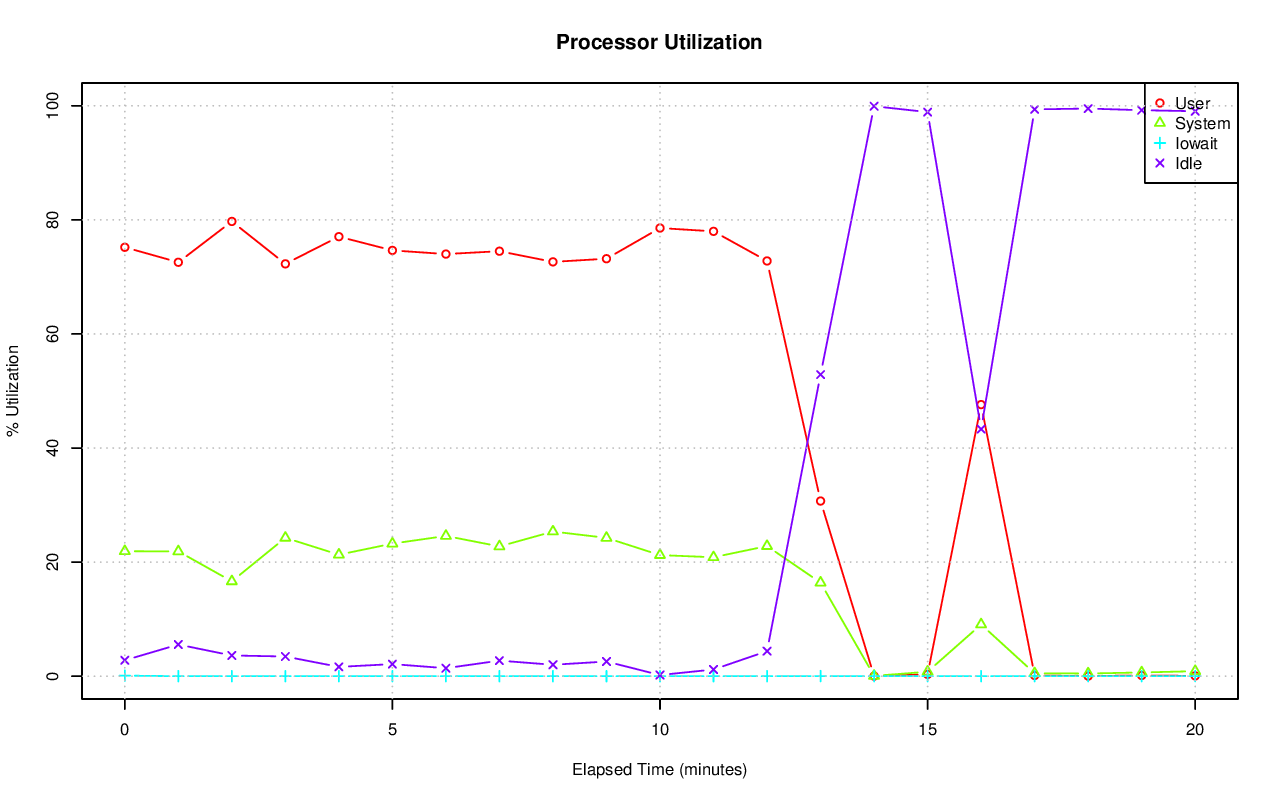 Processor Utilization
% Utilization
100
80
60
40
20
0
User
System
Iowait
Idle
0 5 10 15 20
Elapsed Time (minutes)